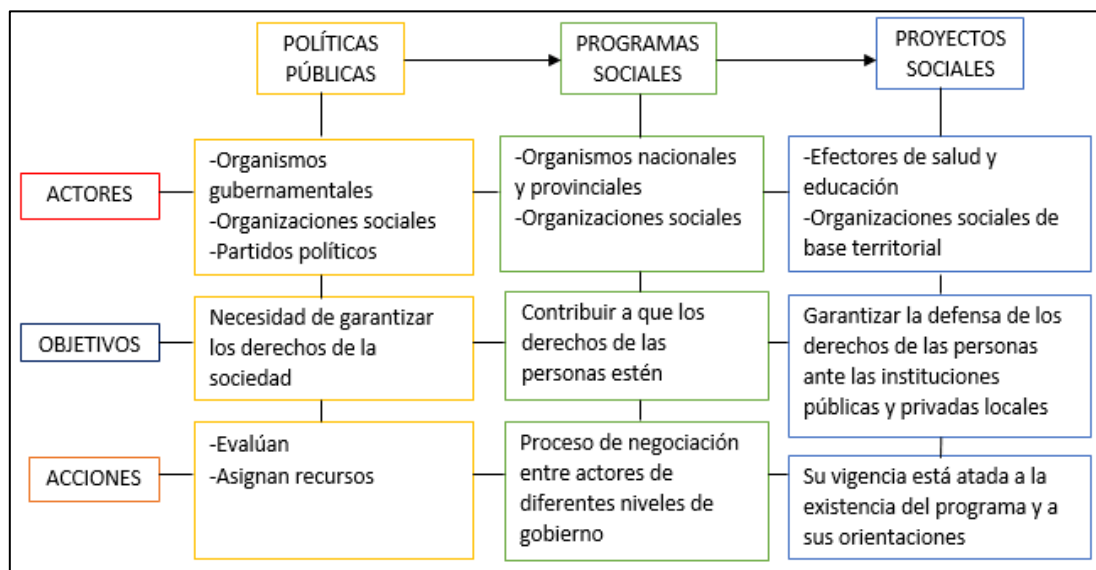 POLÍTICAS
PÚBLICAS
PROGRAMAS
SOCIALES
PROYECTOS
SOCIALES
ACTORES
-Organismos
gubernamentales
-Organizaciones sociales
-Partidos políticos
-Organismos nacionales
y provinciales
-Organizaciones sociales
-Efectores de salud y
educación
-Organizaciones sociales de
base territorial
OBJETIVOS
Necesidad de garantizar
los derechos de la
sociedad
Contribuir a que los
derechos de las
personas estén
Garantizar la defensa de los
derechos de las personas
ante las instituciones
públicas y privadas locales
ACCIONES
-Evalúan
-Asignan recursos
Proceso de negociación
entre actores de
diferentes niveles de
gobierno
Su vigencia está atada a la
existencia del programa y a
sus orientaciones